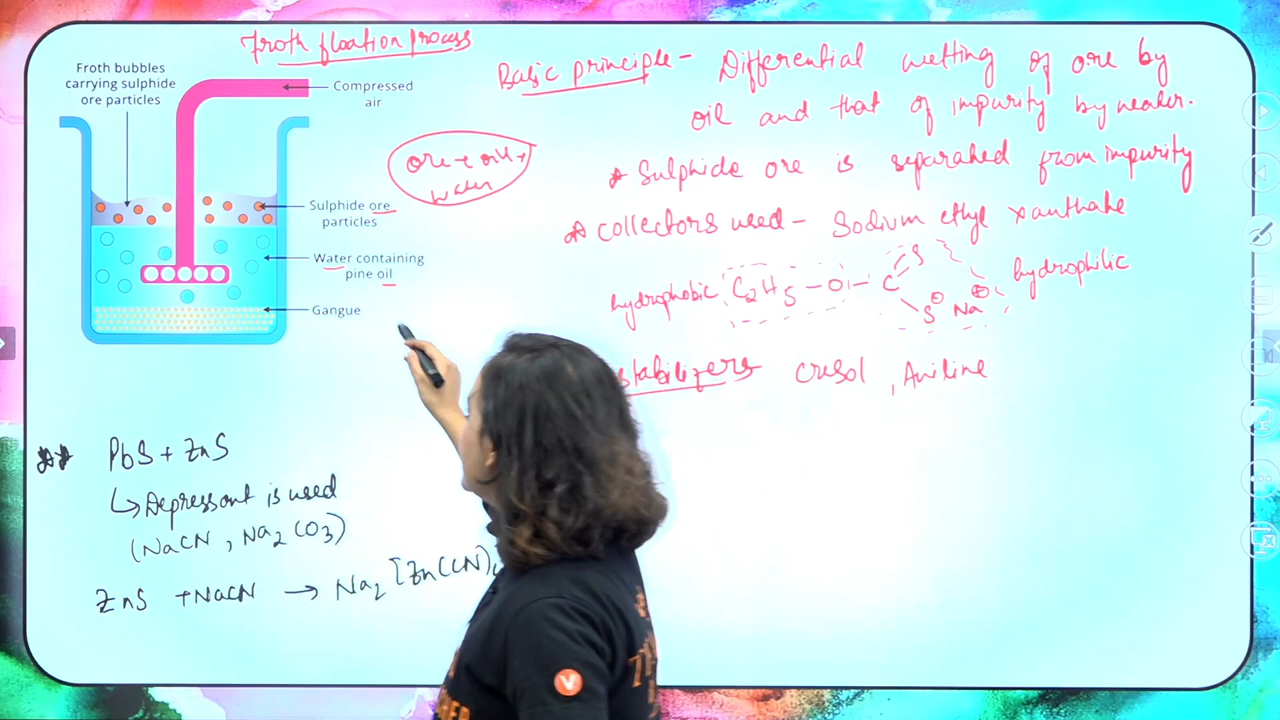 Froth floation process
Froth bubbles
carrying sulphide
ore particles
Compressed
air
Sulphide ore
particles
Water containing
pine oil
Gangue
ore + oil +
water
Basic principle - Differential wetting of ore by
oil and that of impurity by water.
* Sulphide ore is separated from impurity
* collectors used - Sodium ethyl xanthate
hydrophobic C2H5 - O - C
S
S⊖ Na⊕
hydrophilic
stabilizers cresol , Aniline
** PbS + ZnS
↳ Depressant is used
(NaCN , Na2CO3)
ZnS + NaCN → Na2[Zn(CN)4